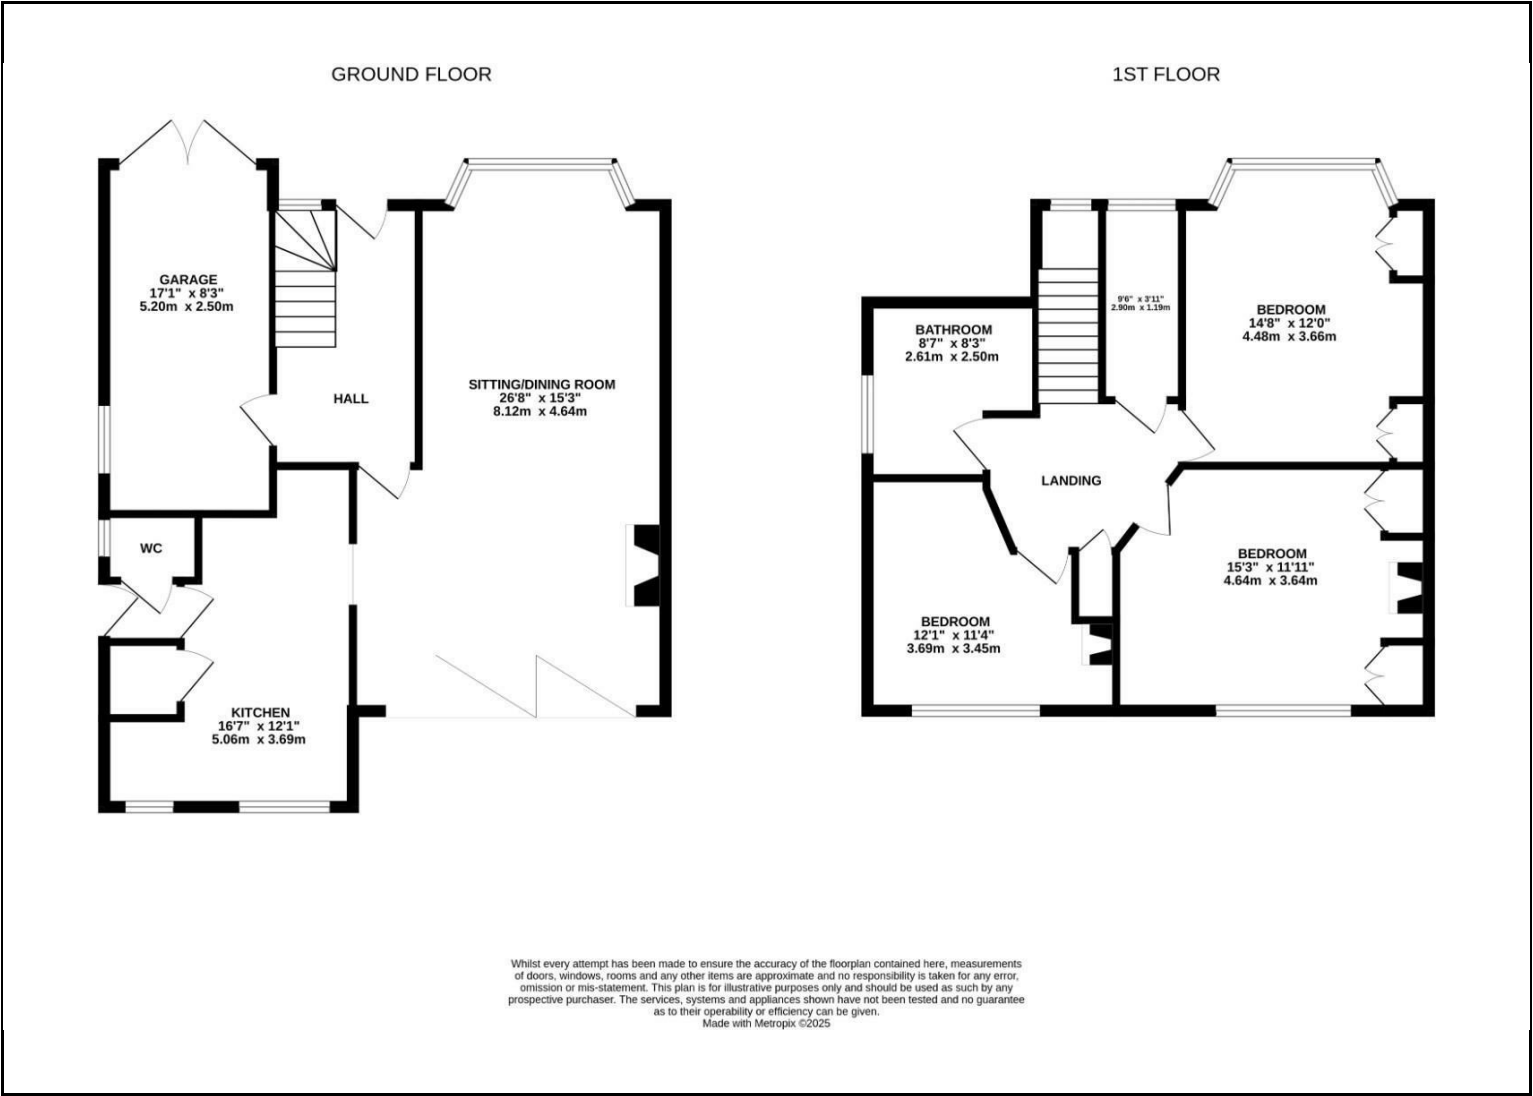 GROUND FLOOR
1ST FLOOR
GARAGE
17'1" x 8'3"
5.20m x 2.50m
HALL
SITTING/DINING ROOM
26'8" x 15'3"
8.12m x 4.64m
WC
KITCHEN
16'7" x 12'1"
5.06m x 3.69m
BATHROOM
8'7" x 8'3"
2.61m x 2.50m
9'6" x 3'11"
2.90m x 1.19m
BEDROOM
14'8" x 12'0"
4.48m x 3.66m
LANDING
BEDROOM
15'3" x 11'11"
4.64m x 3.64m
BEDROOM
12'1" x 11'4"
3.69m x 3.45m
Whilst every attempt has been made to ensure the accuracy of the floorplan contained here, measurements
of doors, windows, rooms and any other items are approximate and no responsibility is taken for any error,
omission or mis-statement. This plan is for illustrative purposes only and should be used as such by any
prospective purchaser. The services, systems and appliances shown have not been tested and no guarantee
as to their operability or efficiency can be given.
Made with Metropix ©2025